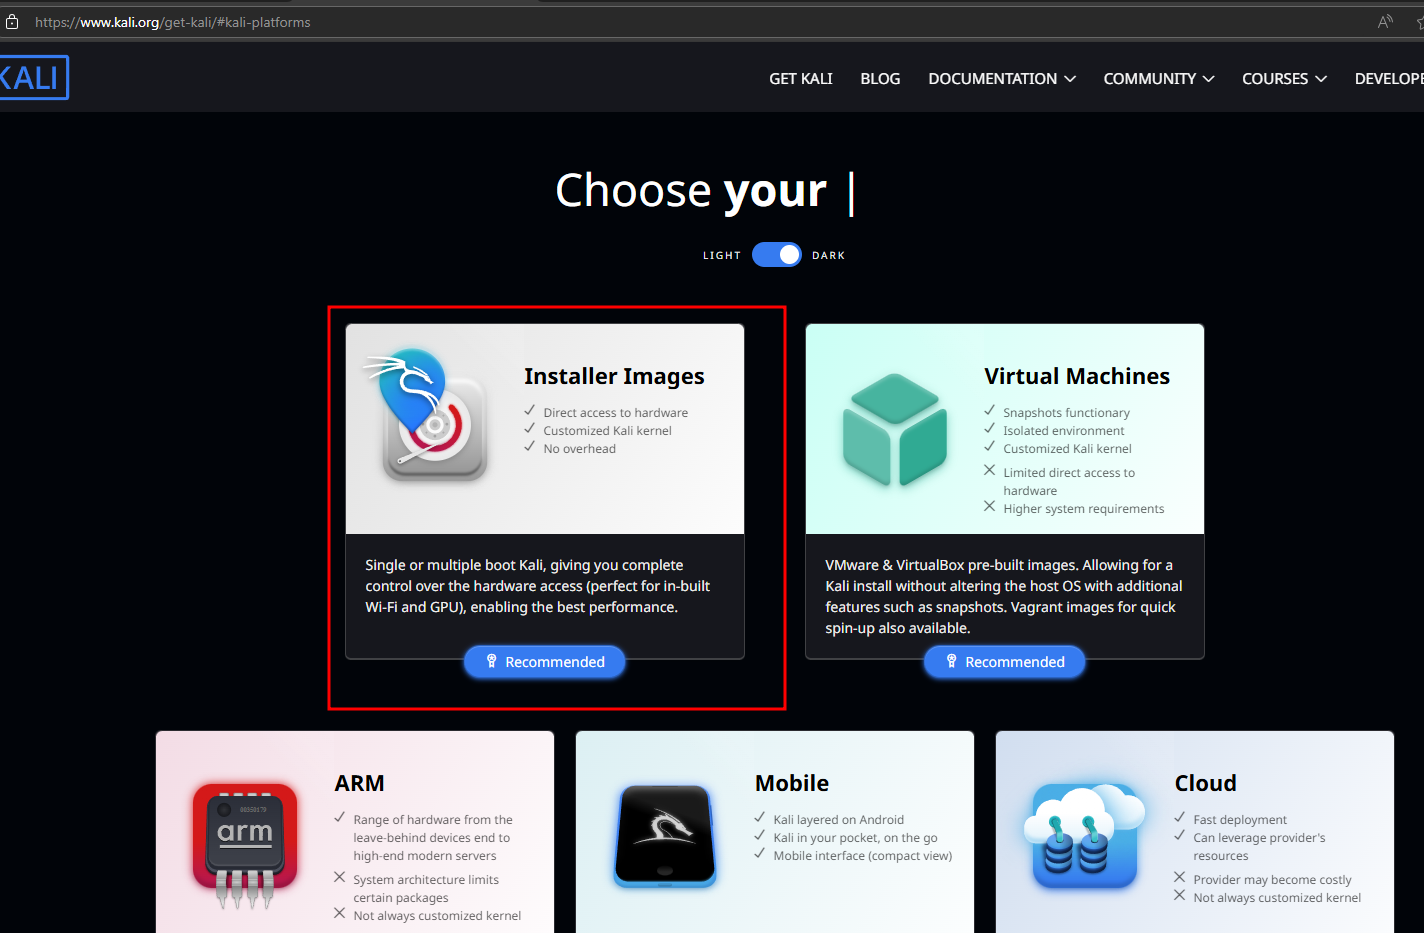 https://www.kali.org/get-kali/#kali-platforms
KALI
GET KALI BLOG DOCUMENTATION COMMUNITY COURSES DEVELOPE
Choose your |
LIGHT DARK
Installer Images
Direct access to hardware
Customized Kali kernel
No overhead
Single or multiple boot Kali, giving you complete
control over the hardware access (perfect for in-built
Wi-Fi and GPU), enabling the best performance.
Recommended
Virtual Machines
Snapshots functionary
Isolated environment
Customized Kali kernel
Limited direct access to
hardware
Higher system requirements
VMware & VirtualBox pre-built images. Allowing for a
Kali install without altering the host OS with additional
features such as snapshots. Vagrant images for quick
spin-up also available.
Recommended
arm
ARM
Range of hardware from the
leave-behind devices end to
high-end modern servers
System architecture limits
certain packages
Not always customized kernel
Mobile
Kali layered on Android
Kali in your pocket, on the go
Mobile interface (compact view)
Cloud
Fast deployment
Can leverage provider's
resources
Provider may become costly
Not always customized kernel